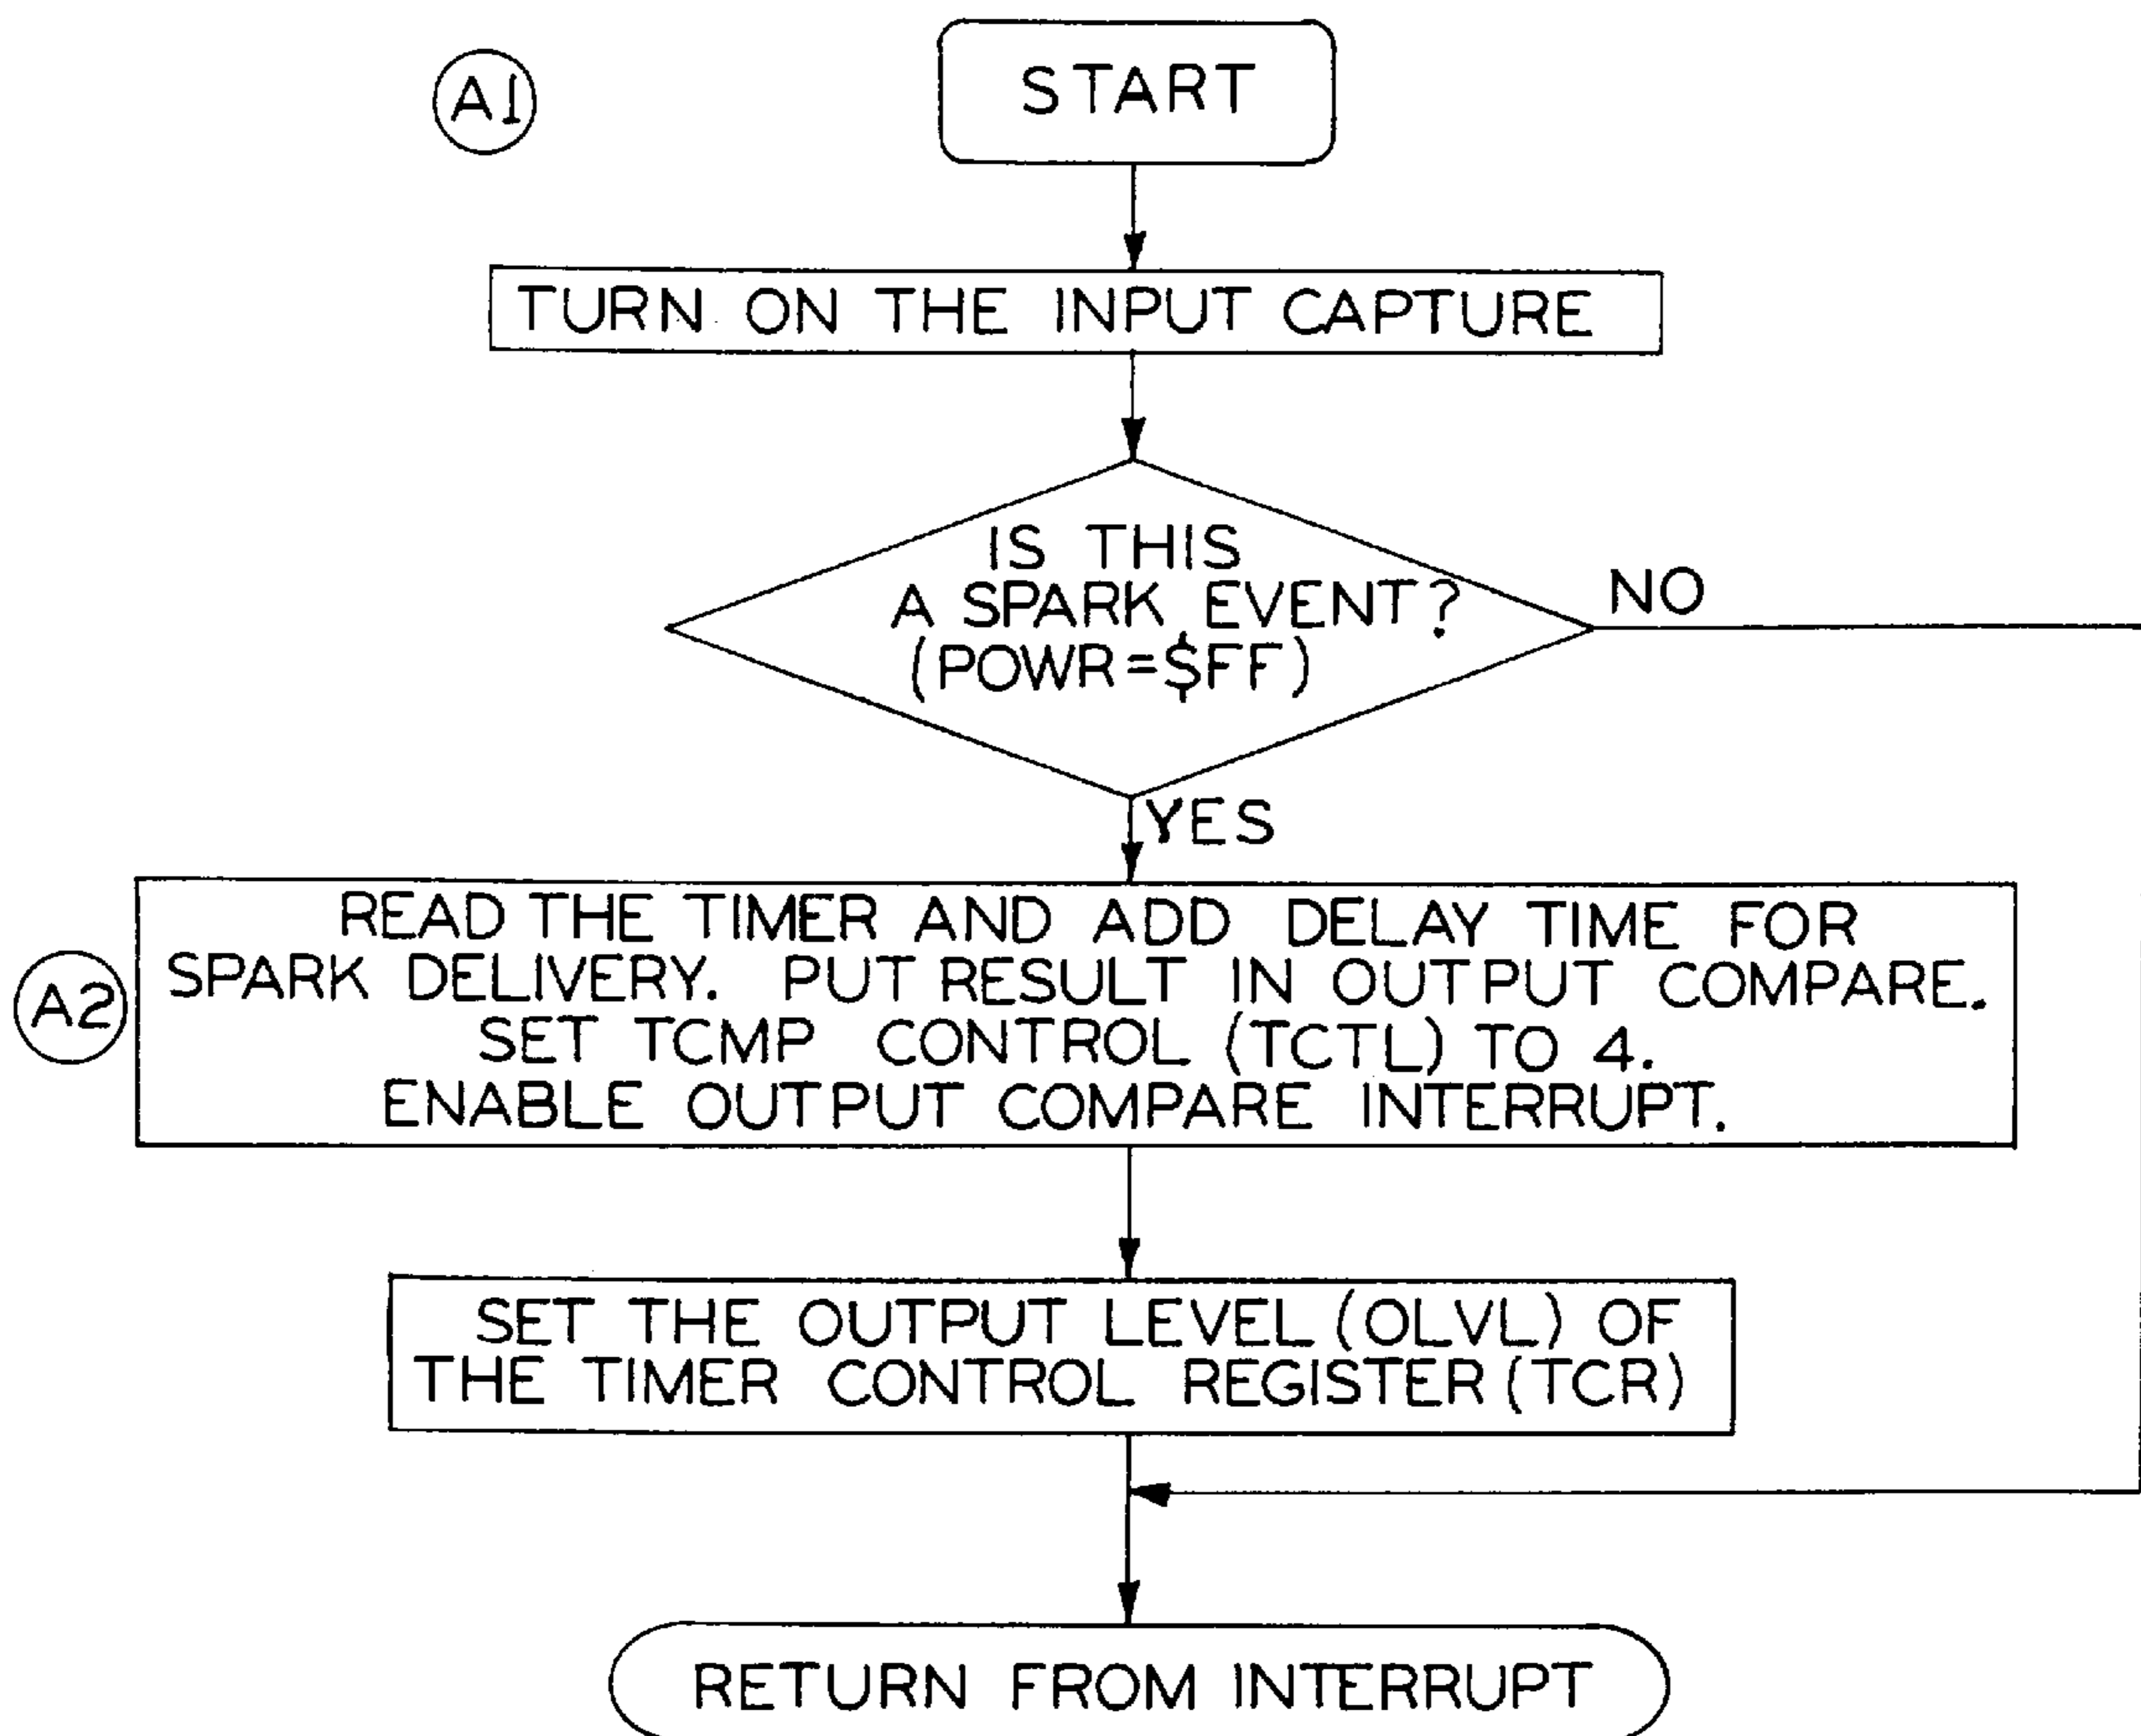 A1
START
TURN ON THE INPUT CAPTURE
IS THIS
A SPARK EVENT?
(POWR=$FF)
NO
YES
A2
READ THE TIMER AND ADD DELAY TIME FOR
SPARK DELIVERY. PUT RESULT IN OUTPUT COMPARE.
SET TCMP CONTROL (TCTL) TO 4.
ENABLE OUTPUT COMPARE INTERRUPT.
SET THE OUTPUT LEVEL (OLVL) OF
THE TIMER CONTROL REGISTER (TCR)
RETURN FROM INTERRUPT